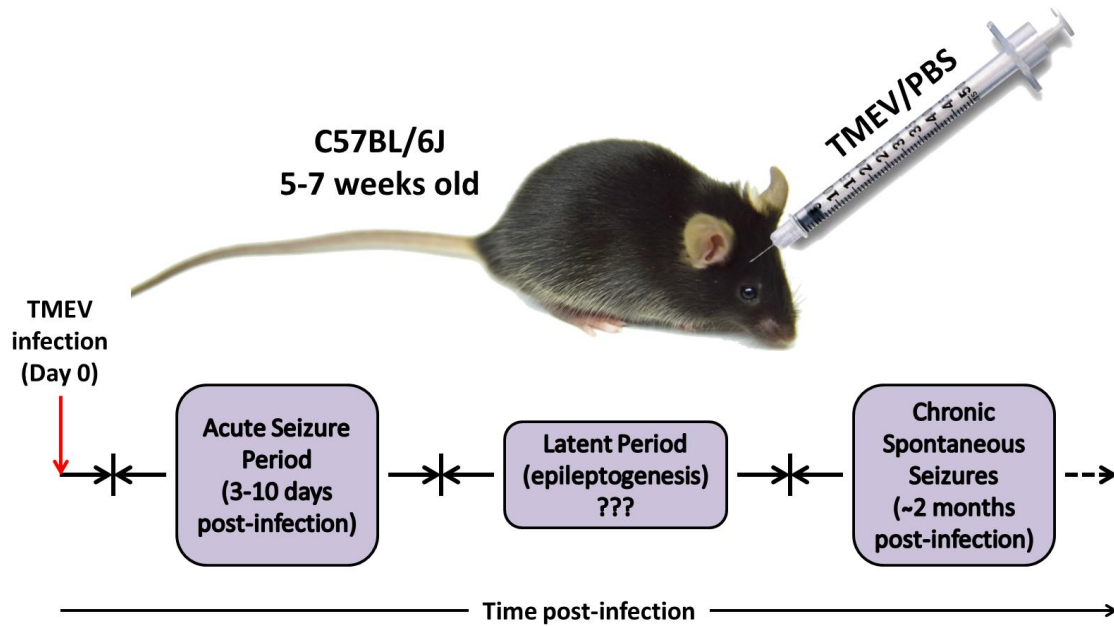 C57BL/6J
5-7 weeks old
TMEV/PBS
TMEV
infection
(Day 0)
Acute Seizure
Period
(3-10 days
post-infection)
Latent Period
(epileptogenesis)
???
Chronic
Spontaneous
Seizures
(~2 months
post-infection)
Time post-infection